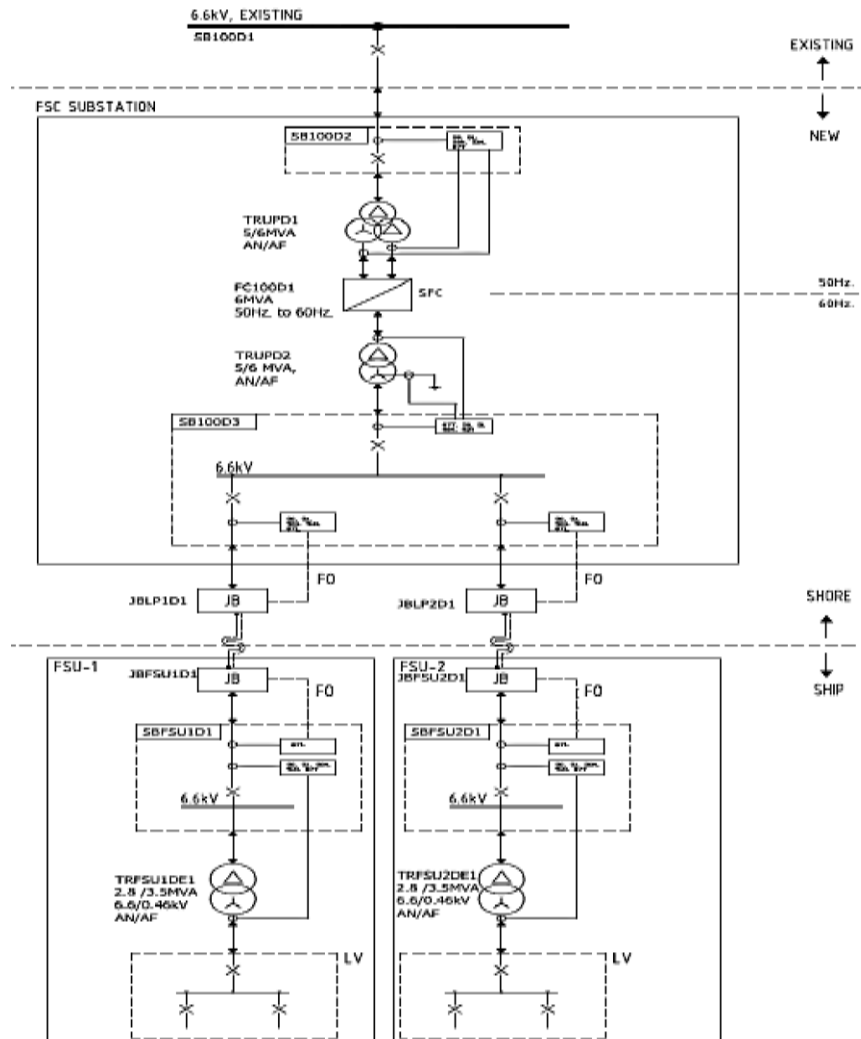 6.6kV, EXISTING
SB100D1
EXISTING
FSC SUBSTATION
NEW
SB100D2
TRUPD1
5/6MVA
AN/AF
FC100D1
6MVA
50Hz. to 60Hz.
SFC
50Hz.
60Hz.
TRUPD2
5/6 MVA,
AN/AF
SB100D3
6.6kV
FO
FO
JBLP1D1
JB
JBLP2D1
JB
SHORE
SHIP
FSU-1
JBFSU1D1
JB
FO
FSU-2
JBFSU2D1
JB
FO
SBFSU1D1
SBFSU2D1
6.6kV
6.6kV
TRFSU1DE1
2.8 /3.5MVA
6.6/0.46kV
AN/AF
TRFSU2DE1
2.8 /3.5MVA
6.6/0.46kV
AN/AF
LV
LV